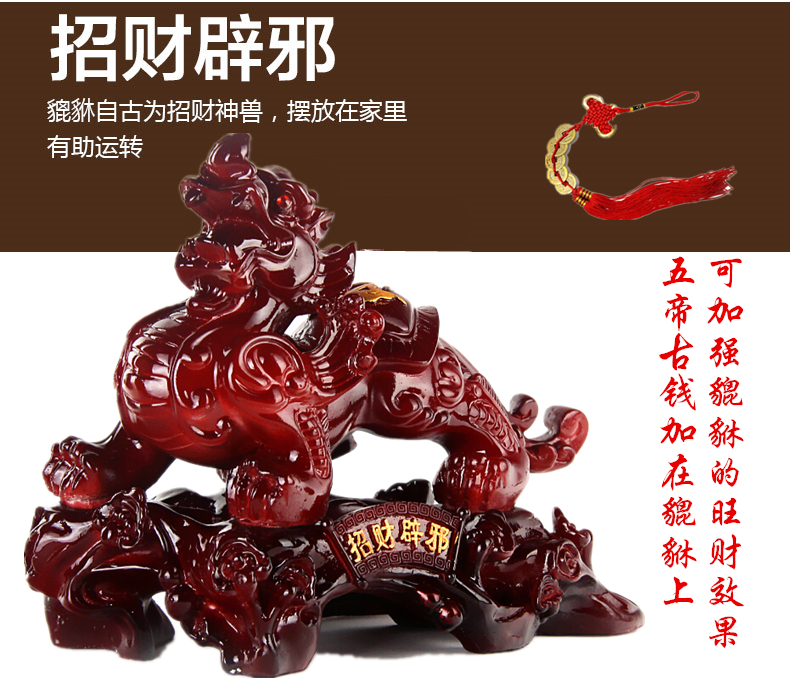 招财辟邪
貔貅自古为招财神兽，摆放在家里
有助运转
五帝古钱加在貔貅上
可加强貔貅的旺财效果
招财辟邪